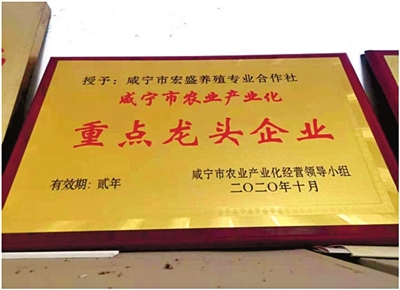 授予：咸宁市宏盛养殖专业合作社
咸宁市农业产业化
重点龙头企业
有效期：贰年
咸宁市农业产业化经营领导小组
二〇二〇年十月